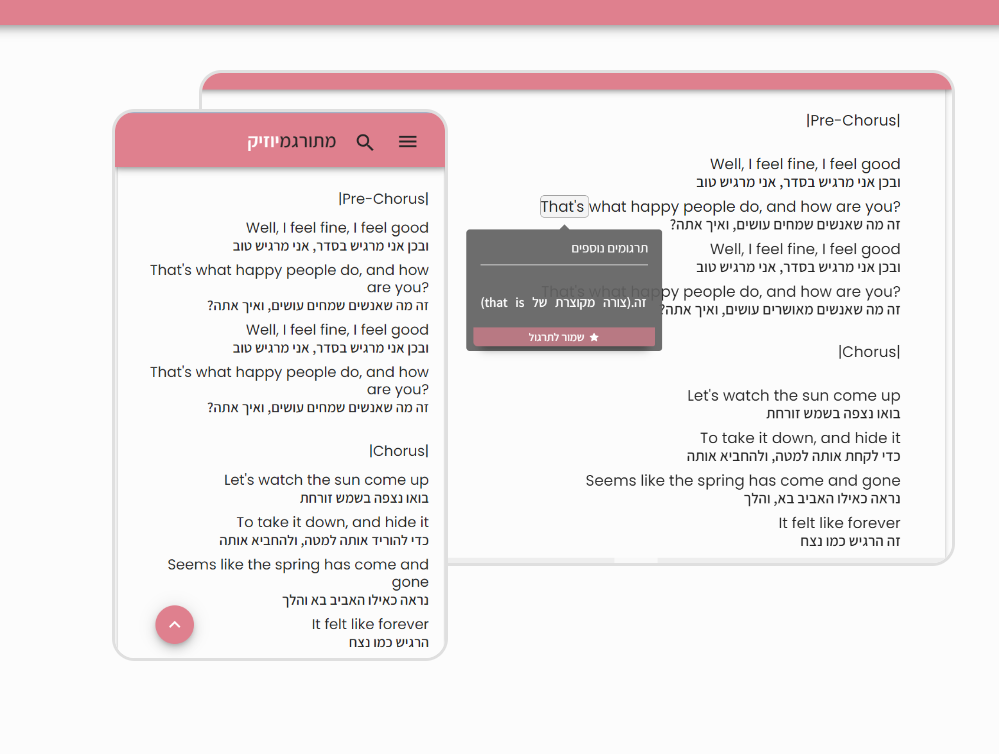 מתורגמיוזיק
|Pre-Chorus|
Well, I feel fine, I feel good
ובכן אני מרגיש בסדר, אני מרגיש טוב
That's what happy people do, and how
are you?
זה מה שאנשים שמחים עושים, ואיך אתה?
Well, I feel fine, I feel good
ובכן אני מרגיש בסדר, אני מרגיש טוב
That's what happy people do, and how
are you?
זה מה שאנשים שמחים עושים, ואיך אתה?
|Chorus|
Let's watch the sun come up
בואו נצפה בשמש זורחת
To take it down, and hide it
כדי להוריד אותה למטה, ולהחביא אותה
Seems like the spring has come and
gone
נראה כאילו האביב בא והלך
It felt like forever
הרגיש כמו נצח
|Pre-Chorus|
Well, I feel fine, I feel good
ובכן אני מרגיש בסדר, אני מרגיש טוב
That's what happy people do, and how are you?
זה מה שאנשים שמחים עושים, ואיך אתה?
Well, I feel fine, I feel good
ובכן אני מרגיש בסדר, אני מרגיש טוב
That's what happy people do, and how are you?
זה מה שאנשים מאושרים עושים, ואיך אתה?
תרגומים נוספים
זה.(צורה מקוצרת של that is)
שמור לתרגול
|Chorus|
Let's watch the sun come up
בואו נצפה בשמש זורחת
To take it down, and hide it
כדי לקחת אותה למטה, ולהחביא אותה
Seems like the spring has come and gone
נראה כאילו האביב בא, והלך
It felt like forever
זה הרגיש כמו נצח